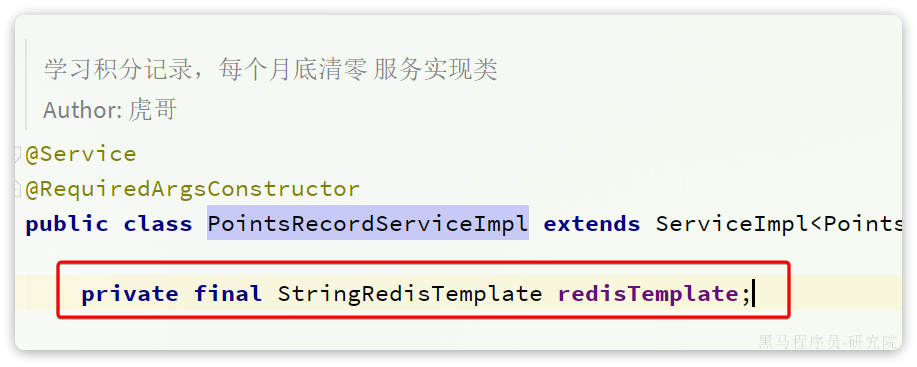 学习积分记录，每个月底清零 服务实现类
Author: 虎哥
@Service
@RequiredArgsConstructor
public class PointsRecordServiceImpl extends ServiceImpl<Points
private final StringRedisTemplate redisTemplate;
黑马程序员-研究院